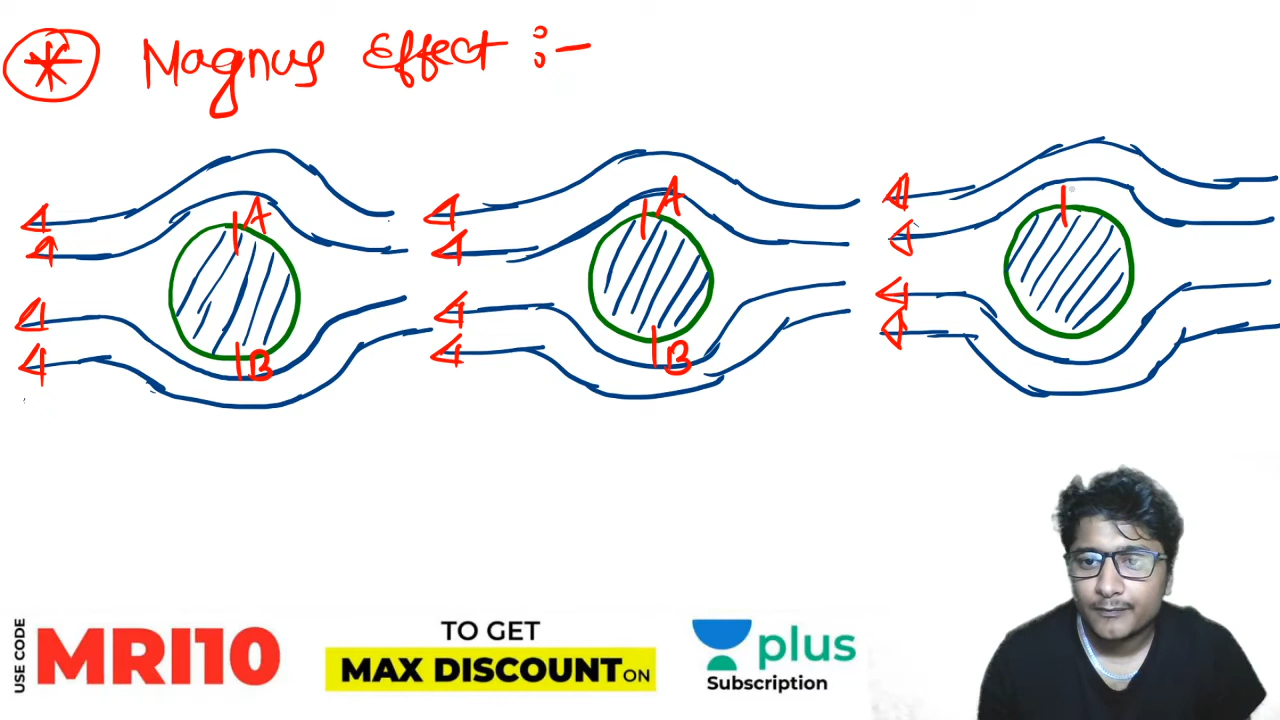 * Magnus Effect :-
A A
B B
USE CODE
MRI10
TO GET
MAX DISCOUNT ON
plus
Subscription